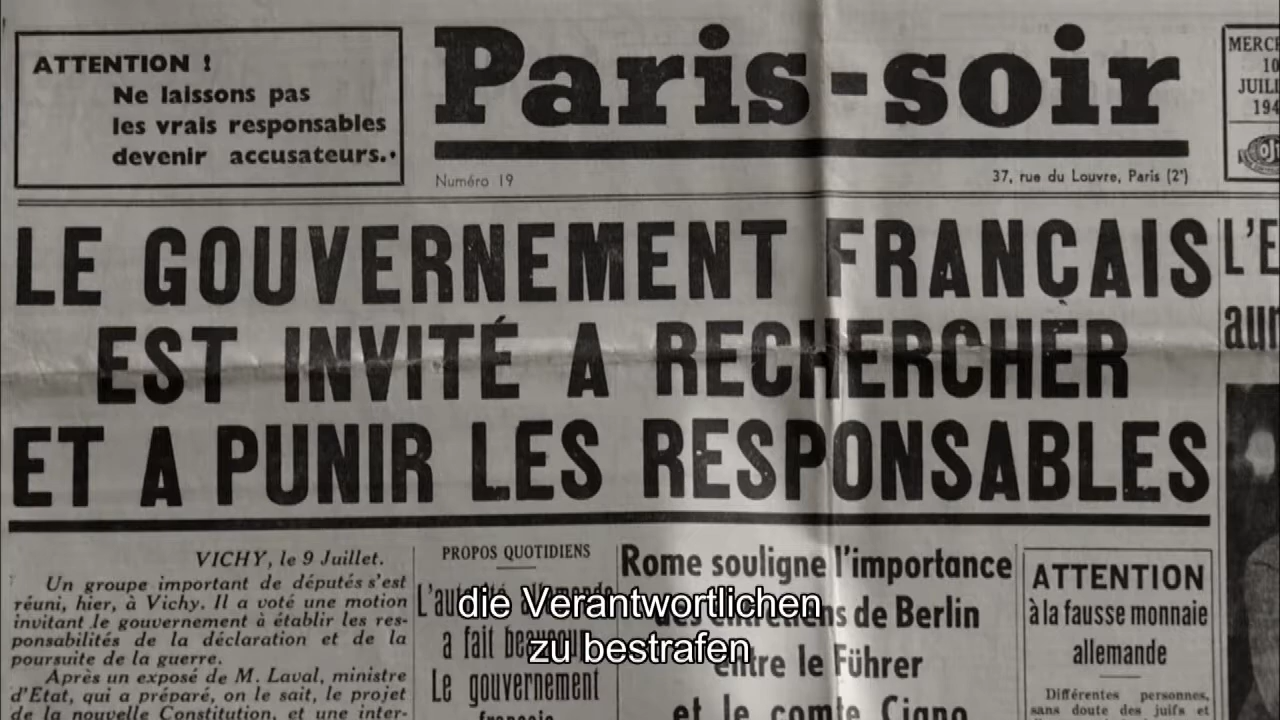 ATTENTION !
Ne laissons pas
les vrais responsables
devenir accusateurs.
Paris-soir
Numéro 19
37, rue du Louvre, Paris (2e)
10
LE GOUVERNEMENT FRANÇAIS
EST INVITÉ A RECHERCHER
ET A PUNIR LES RESPONSABLES
VICHY, le 9 Juillet.
Un groupe important de députés s'est
réuni, hier, à Vichy. Il a voté une motion
invitant le gouvernement à établir les res-
ponsabilités de la déclaration et de la
poursuite de la guerre.
Après un exposé de M. Laval, ministre
d'Etat, qui a préparé, on le sait, le projet
de la nouvelle Constitution, et une inter-
PROPOS QUOTIDIENS
a fait
Le gouvernement
français
Rome souligne l'importance
des entretiens de Berlin
entre le Führer
et le comte Ciano
ATTENTION
à la fausse monnaie
allemande
Différentes personnes,
sans doute des juifs et
die Verantwortlichen
zu bestrafen